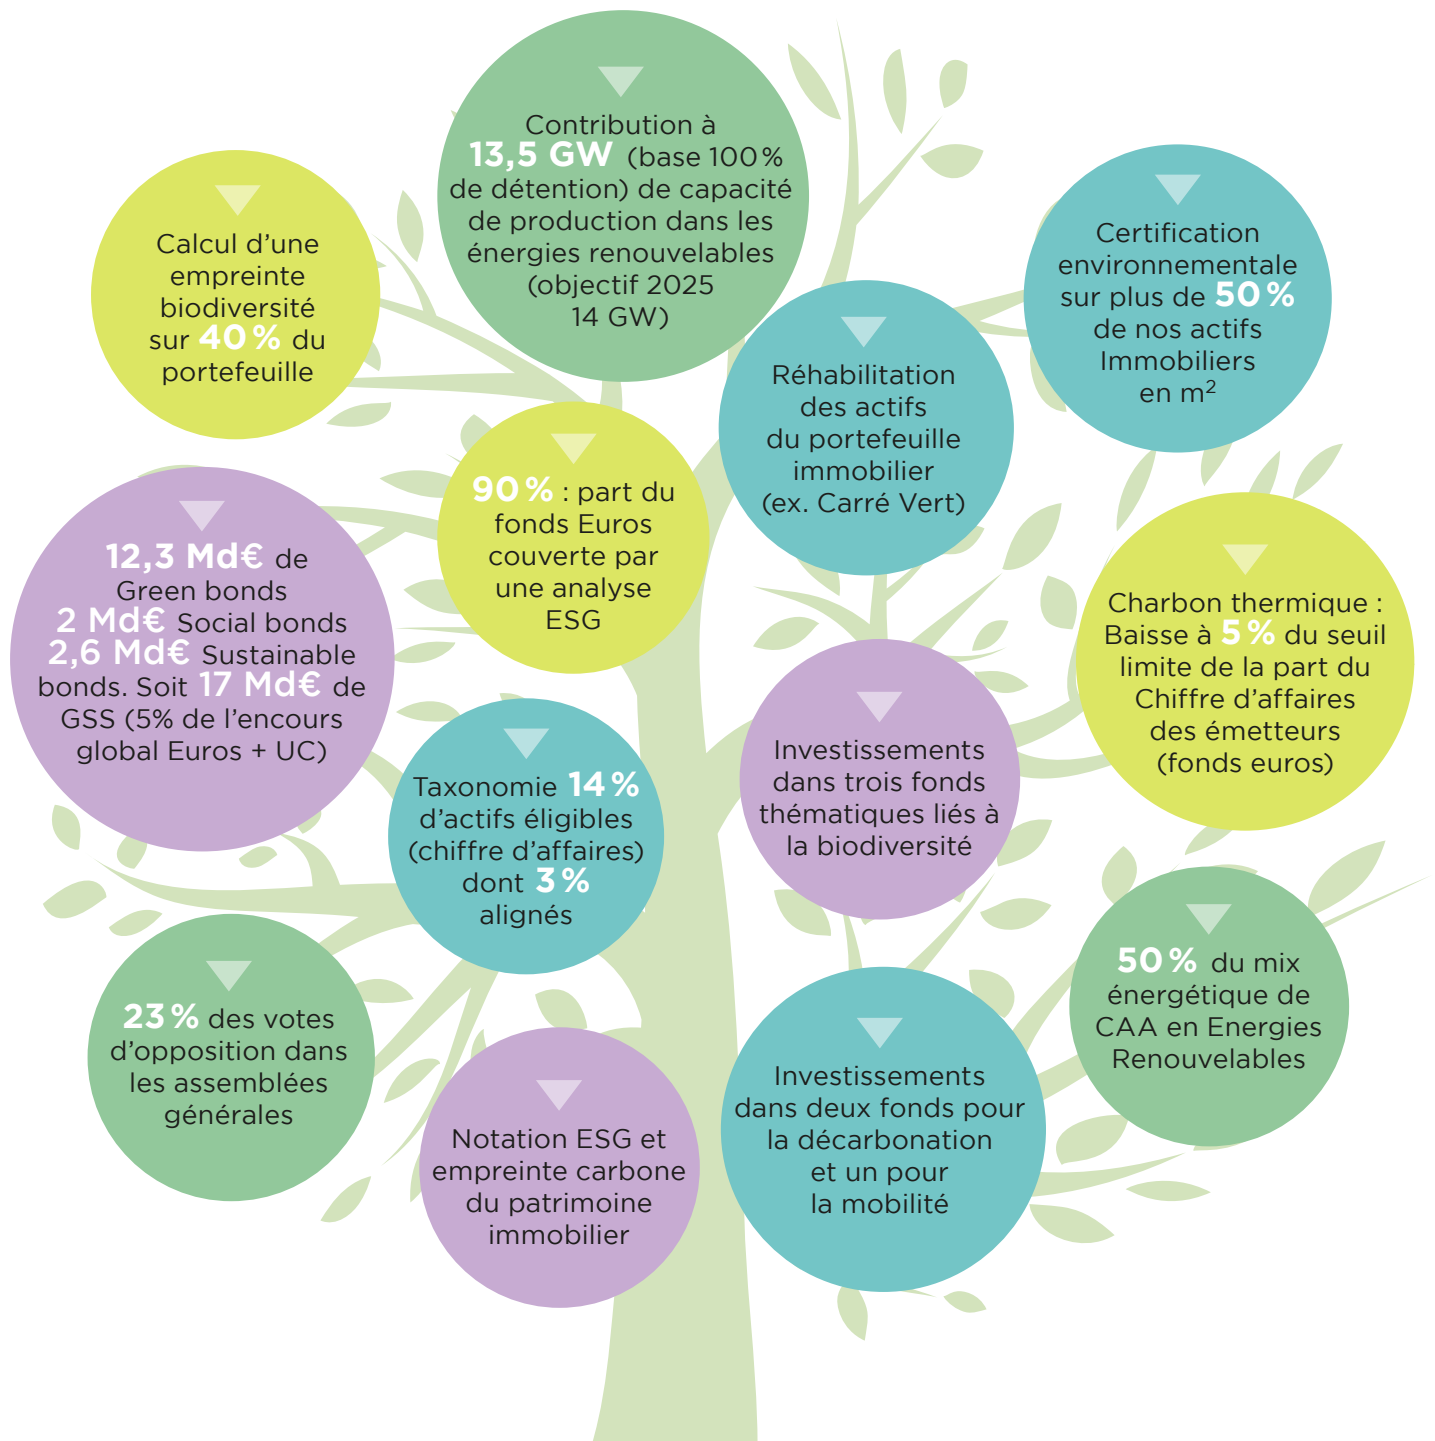 Contribution à
13,5 GW (base 100 %
de détention) de capacité
de production dans les
énergies renouvelables
(objectif 2025
14 GW)
Calcul d’une
empreinte
biodiversité
sur 40 % du
portefeuille
Certification
environnementale
sur plus de 50 %
de nos actifs
Immobiliers
en m²
Réhabilitation
des actifs
du portefeuille
immobilier
(ex. Carré Vert)
90 % : part du
fonds Euros
couverte par
une analyse
ESG
12,3 Md€ de
Green bonds
2 Md€ Social bonds
2,6 Md€ Sustainable
bonds. Soit 17 Md€ de
GSS (5% de l’encours
global Euros + UC)
Charbon thermique :
Baisse à 5 % du seuil
limite de la part du
Chiffre d’affaires
des émetteurs
(fonds euros)
Taxonomie 14 %
d’actifs éligibles
(chiffre d’affaires)
dont 3 %
alignés
Investissements
dans trois fonds
thématiques liés à
la biodiversité
23 % des votes
d’opposition dans
les assemblées
générales
50 % du mix
énergétique de
CAA en Energies
Renouvelables
Notation ESG et
empreinte carbone
du patrimoine
immobilier
Investissements
dans deux fonds pour
la décarbonation
et un pour
la mobilité